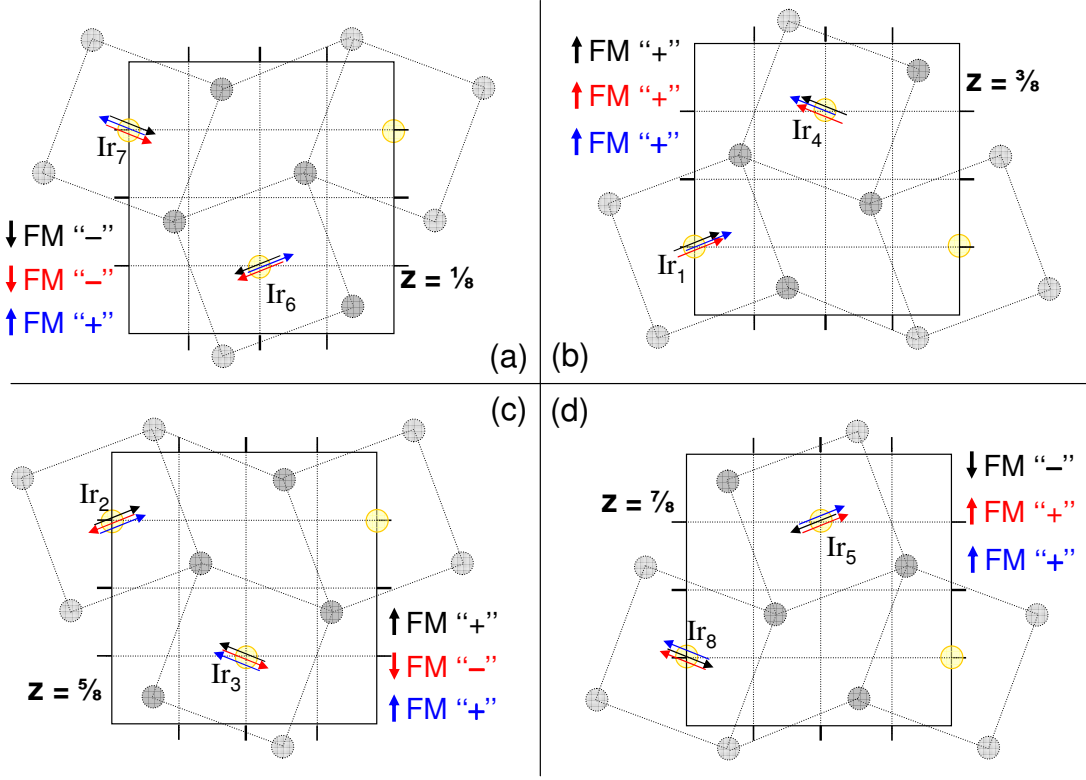 Ir7
↓ FM “–”
↓ FM “–”
↑ FM “+”
Ir6
z = ⅛
(a)
↑ FM “+”
↑ FM “+”
↑ FM “+”
z = ⅜
Ir4
Ir1
(b)
(c)
Ir2
Ir3
↑ FM “+”
↓ FM “–”
↑ FM “+”
z = ⅝
(d)
z = ⅞
↓ FM “–”
↑ FM “+”
↑ FM “+”
Ir5
Ir8